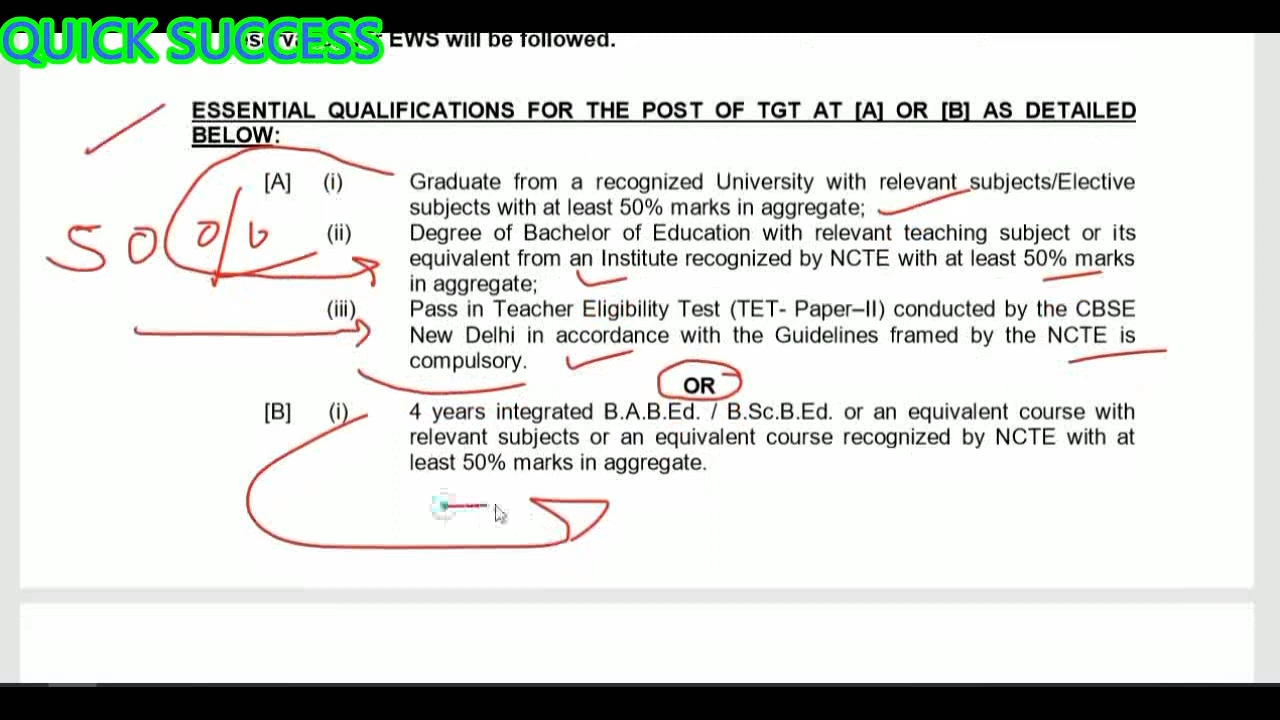 QUICK SUCCESS
EWS will be followed.
ESSENTIAL QUALIFICATIONS FOR THE POST OF TGT AT [A] OR [B] AS DETAILED
BELOW:
[A] (i) Graduate from a recognized University with relevant subjects/Elective
subjects with at least 50% marks in aggregate;
50 0/0
(ii) Degree of Bachelor of Education with relevant teaching subject or its
equivalent from an Institute recognized by NCTE with at least 50% marks
in aggregate;
(iii) Pass in Teacher Eligibility Test (TET- Paper–II) conducted by the CBSE
New Delhi in accordance with the Guidelines framed by the NCTE is
compulsory.
OR
[B] (i) 4 years integrated B.A.B.Ed. / B.Sc.B.Ed. or an equivalent course with
relevant subjects or an equivalent course recognized by NCTE with at
least 50% marks in aggregate.